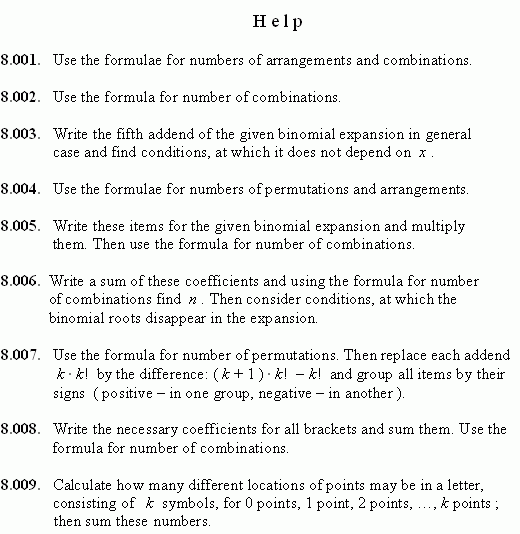 Help
8.001. Use the formulae for numbers of arrangements and combinations.
8.002. Use the formula for number of combinations.
8.003. Write the fifth addend of the given binomial expansion in general
case and find conditions, at which it does not depend on x .
8.004. Use the formulae for numbers of permutations and arrangements.
8.005. Write these items for the given binomial expansion and multiply
them. Then use the formula for number of combinations.
8.006. Write a sum of these coefficients and using the formula for number
of combinations find n . Then consider conditions, at which the
binomial roots disappear in the expansion.
8.007. Use the formula for number of permutations. Then replace each addend
k · k! by the difference: ( k + 1 ) · k! – k! and group all items by their
signs ( positive – in one group, negative – in another ).
8.008. Write the necessary coefficients for all brackets and sum them. Use the
formula for number of combinations.
8.009. Calculate how many different locations of points may be in a letter,
consisting of k symbols, for 0 points, 1 point, 2 points, …, k points ;
then sum these numbers.